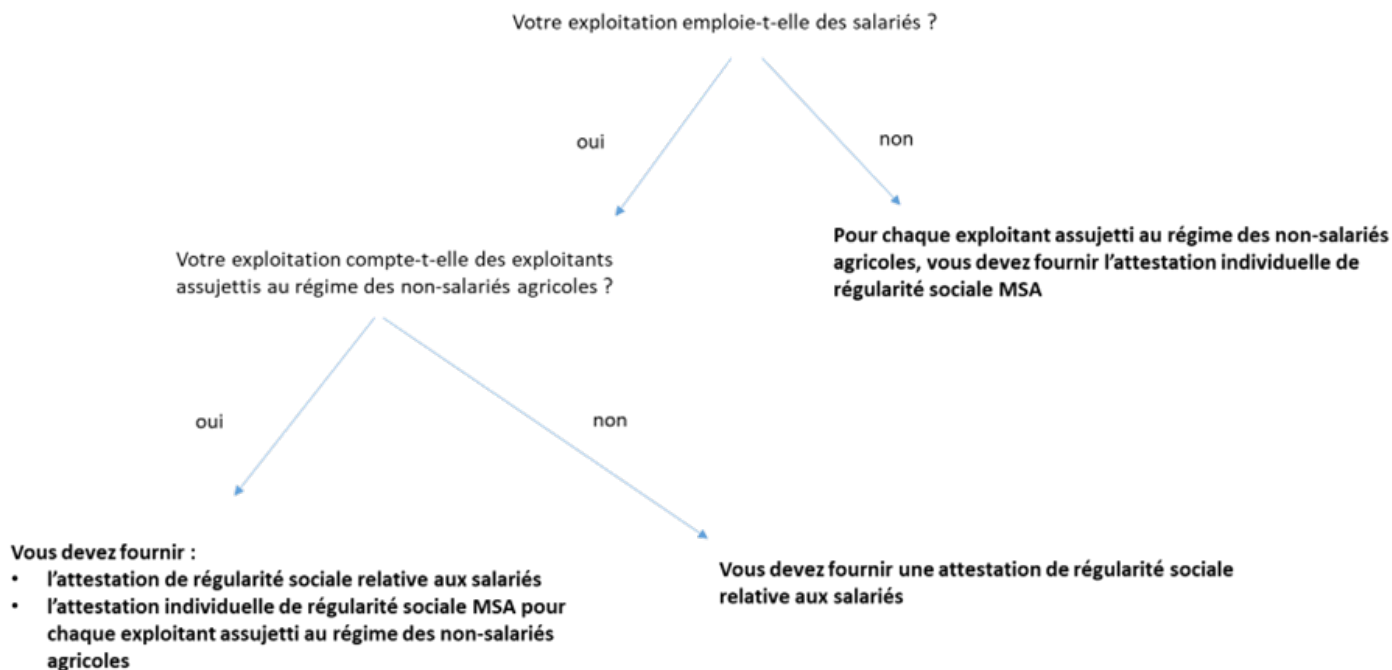 Votre exploitation emploie-t-elle des salariés ?
oui
non
Pour chaque exploitant assujetti au régime des non-salariés
agricoles, vous devez fournir l'attestation individuelle de
régularité sociale MSA
Votre exploitation compte-t-elle des exploitants
assujettis au régime des non-salariés agricoles ?
oui
non
Vous devez fournir :
• l'attestation de régularité sociale relative aux salariés
• l'attestation individuelle de régularité sociale MSA pour
chaque exploitant assujetti au régime des non-salariés
agricoles
Vous devez fournir une attestation de régularité sociale
relative aux salariés